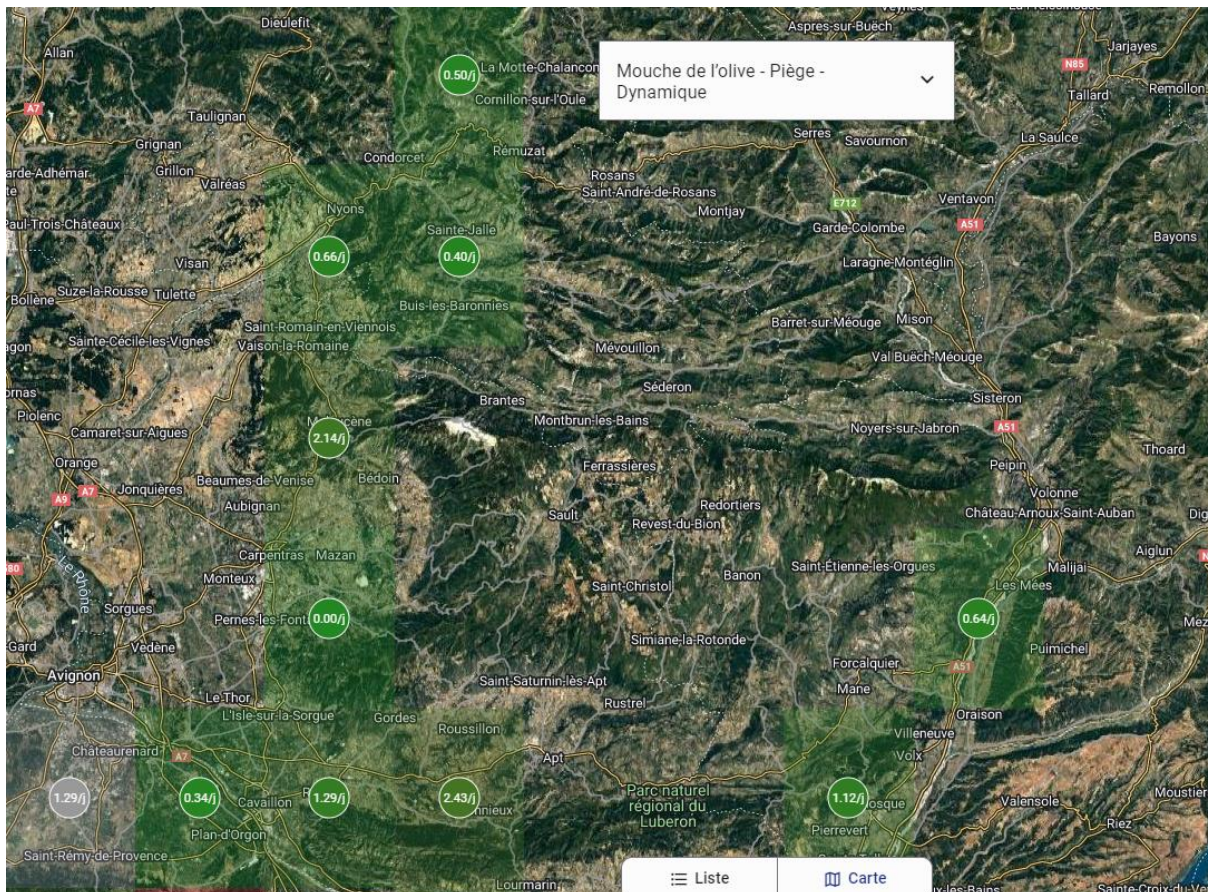 Dieulefit
Aspres-sur-Buëch
Allan
La Motte-Chalancon
Jarjayes
N85
Mouche de l'olive - Piège -
Dynamique
0.50/j
Cornillon-sur-l'Oule
Tallard
Remollon
A7
Taulignan
Serres
Savournon
La Saulce
Grignan
Condorcet
Rémuzat
Grillon
Valréas
Rosans
Saint-André-de-Rosans
Montjay
E712
Ventavon
Nyons
Paul-Trois-Châteaux
Sainte-Jalle
Garde-Colombe
A51
Bayons
Visan
0.66/j
0.40/j
Laragne-Montéglin
Bollène
Suze-la-Rousse
Tulette
Buis-les-Baronnies
Saint-Romain-en-Viennois
Barret-sur-Méouge
Mison
Sainte-Cécile-les-Vignes
Vaison-la-Romaine
Mévouillon
Val Buëch-Méouge
Séderon
Sisteron
Piolenc
Brantes
Montbrun-les-Bains
Camaret-sur-Aigues
2.14/j
Noyers-sur-Jabron
A51
Thoard
Orange
Ferrassières
Peipin
Beaumes-de-Venise
Bédoin
A9
A7
Jonquières
Aubignan
Redortiers
Volonne
Sault
Revest-du-Bion
Château-Arnoux-Saint-Auban
Carpentras
Mazan
Aiglun
Le Rhône
Monteux
Saint-Christol
Banon
Saint-Étienne-les-Orgues
Malijai
Les Mées
Sorgues
Pernes-les-Font
0.00/j
0.64/j
Vedène
Simiane-la-Rotonde
Puimichel
Avignon
Forcalquier
A51
Saint-Saturnin-lès-Apt
Mane
Le Thor
Rustrel
L'Isle-sur-la-Sorgue
Gordes
Roussillon
Oraison
Villeneuve
Châteaurenard
A7
Apt
Volx
1.29/j
0.34/j
Cavaillon
1.29/j
2.43/j
nnieux
Parc naturel
régional du
Luberon
1.12/j
osque
Valensole
Moustier
Plan-d'Orgon
Pierrevert
Riez
Saint-Rémy-de-Provence
Lourmarin
Liste
Carte